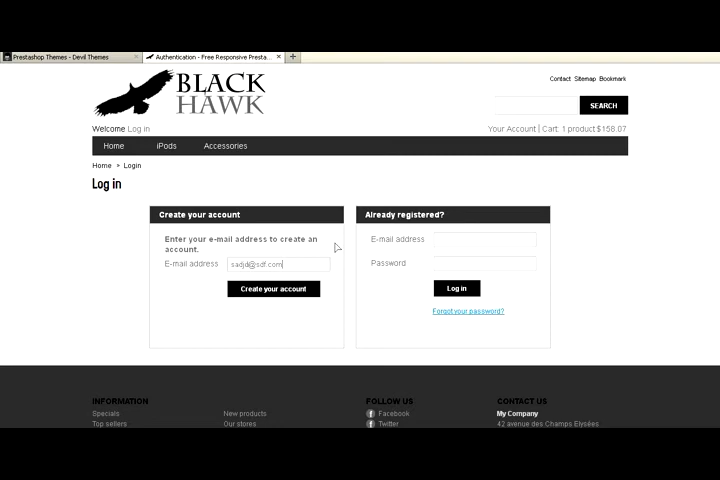 Prestashop Themes - Devil Themes
Authentication - Free Responsive Presta...
BLACK
HAWK
Contact Sitemap Bookmark
SEARCH
Welcome Log in
Your Account | Cart: 1 product $158.07
Home iPods Accessories
Home > Login
Log in
Create your account
Enter your e-mail address to create an
account.
E-mail address sadjd@sdf.com
Create your account
Already registered?
E-mail address
Password
Log in
Forgot your password?
INFORMATION
Specials
New products
Top sellers
Our stores
FOLLOW US
Facebook
Twitter
CONTACT US
My Company
42 avenue des Champs Elysées